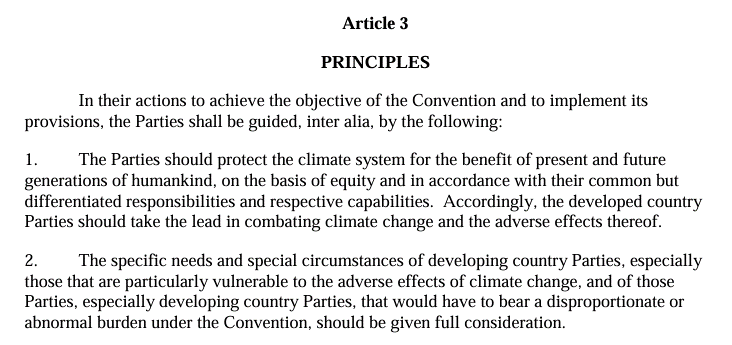 Article 3
PRINCIPLES
In their actions to achieve the objective of the Convention and to implement its
provisions, the Parties shall be guided, inter alia, by the following:
1. The Parties should protect the climate system for the benefit of present and future
generations of humankind, on the basis of equity and in accordance with their common but
differentiated responsibilities and respective capabilities. Accordingly, the developed country
Parties should take the lead in combating climate change and the adverse effects thereof.
2. The specific needs and special circumstances of developing country Parties, especially
those that are particularly vulnerable to the adverse effects of climate change, and of those
Parties, especially developing country Parties, that would have to bear a disproportionate or
abnormal burden under the Convention, should be given full consideration.